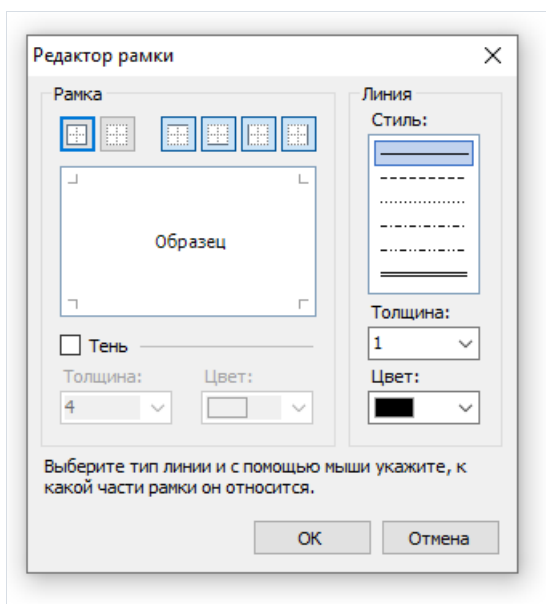 Редактор рамки
Рамка
Линия
Стиль:
Образец
Толщина:
1
Тень
Толщина:
Цвет:
Цвет:
4
Выберите тип линии и с помощью мыши укажите, к
какой части рамки он относится.
ОК
Отмена